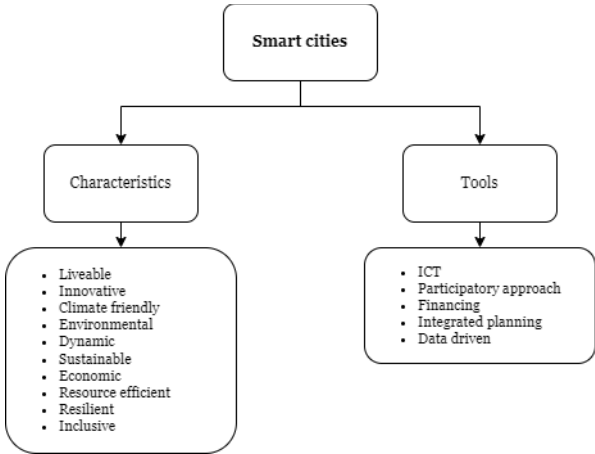 Smart cities
Characteristics
Tools
Liveable
Innovative
Climate friendly
Environmental
Dynamic
Sustainable
Economic
Resource efficient
Resilient
Inclusive
ICT
Participatory approach
Financing
Integrated planning
Data driven